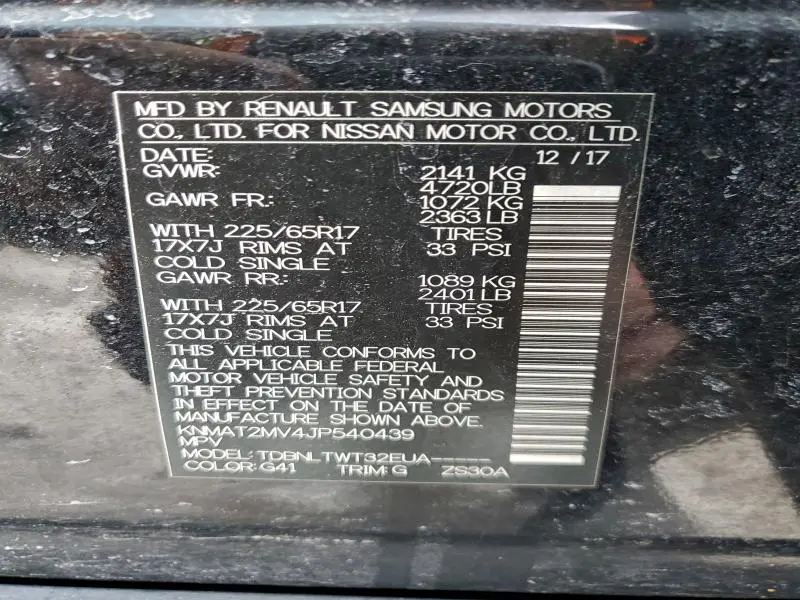 MFD BY RENAULT SAMSUNG MOTORS
CO., LTD. FOR NISSAN MOTOR CO., LTD.
DATE: 12 / 17
GVWR: 2141 KG
4720LB
GAWR FR: 1072 KG
2363LB
WITH 225/65R17 TIRES
17X7J RIMS AT 33 PSI
COLD SINGLE
GAWR RR: 1089 KG
2401LB
WITH 225/65R17 TIRES
17X7J RIMS AT 33 PSI
COLD SINGLE
THIS VEHICLE CONFORMS TO
ALL APPLICABLE FEDERAL
MOTOR VEHICLE SAFETY AND
THEFT PREVENTION STANDARDS
IN EFFECT ON THE DATE OF
MANUFACTURE SHOWN ABOVE.
KNMAT2MV4JP540439
MPV
MODEL: TDBNLTWT32EUA-----
COLOR: G41 TRIM: G ZS30A